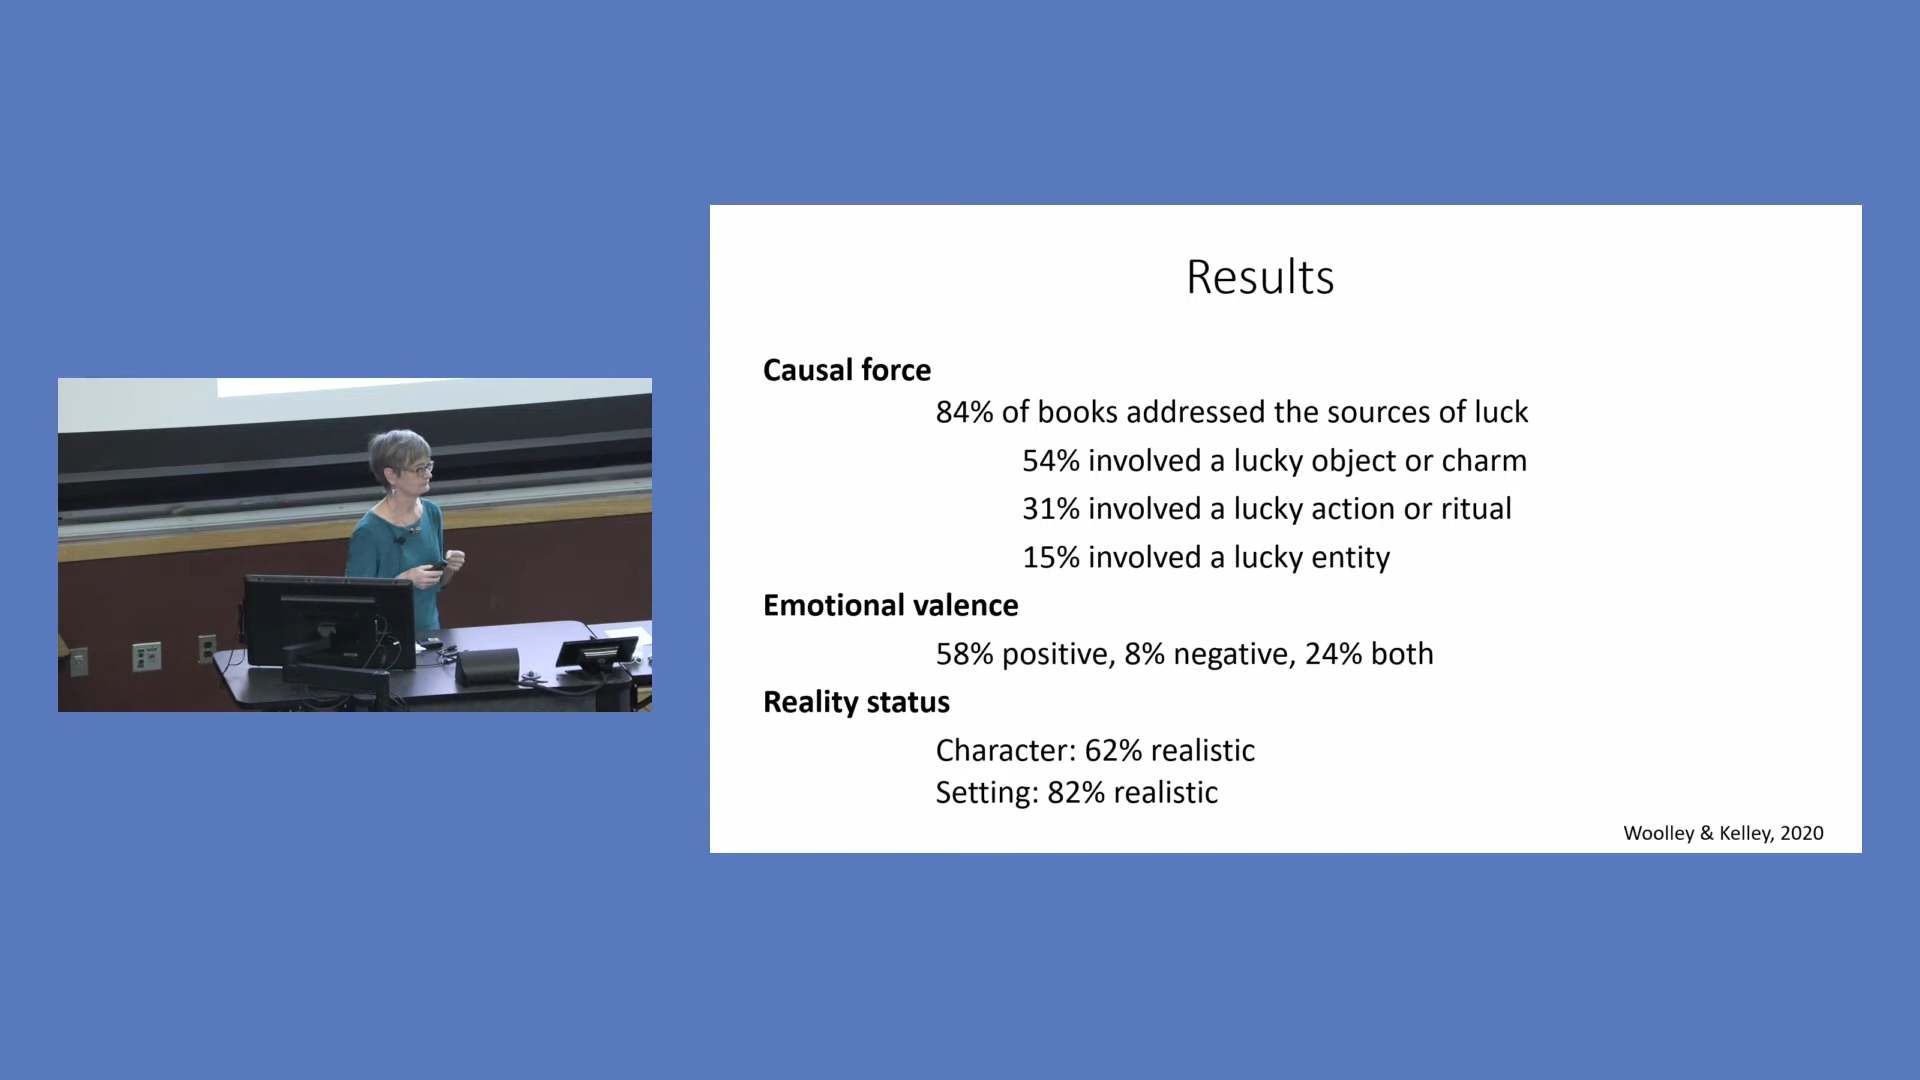 Results
Causal force
84% of books addressed the sources of luck
54% involved a lucky object or charm
31% involved a lucky action or ritual
15% involved a lucky entity
Emotional valence
58% positive, 8% negative, 24% both
Reality status
Character: 62% realistic
Setting: 82% realistic
Woolley & Kelley, 2020